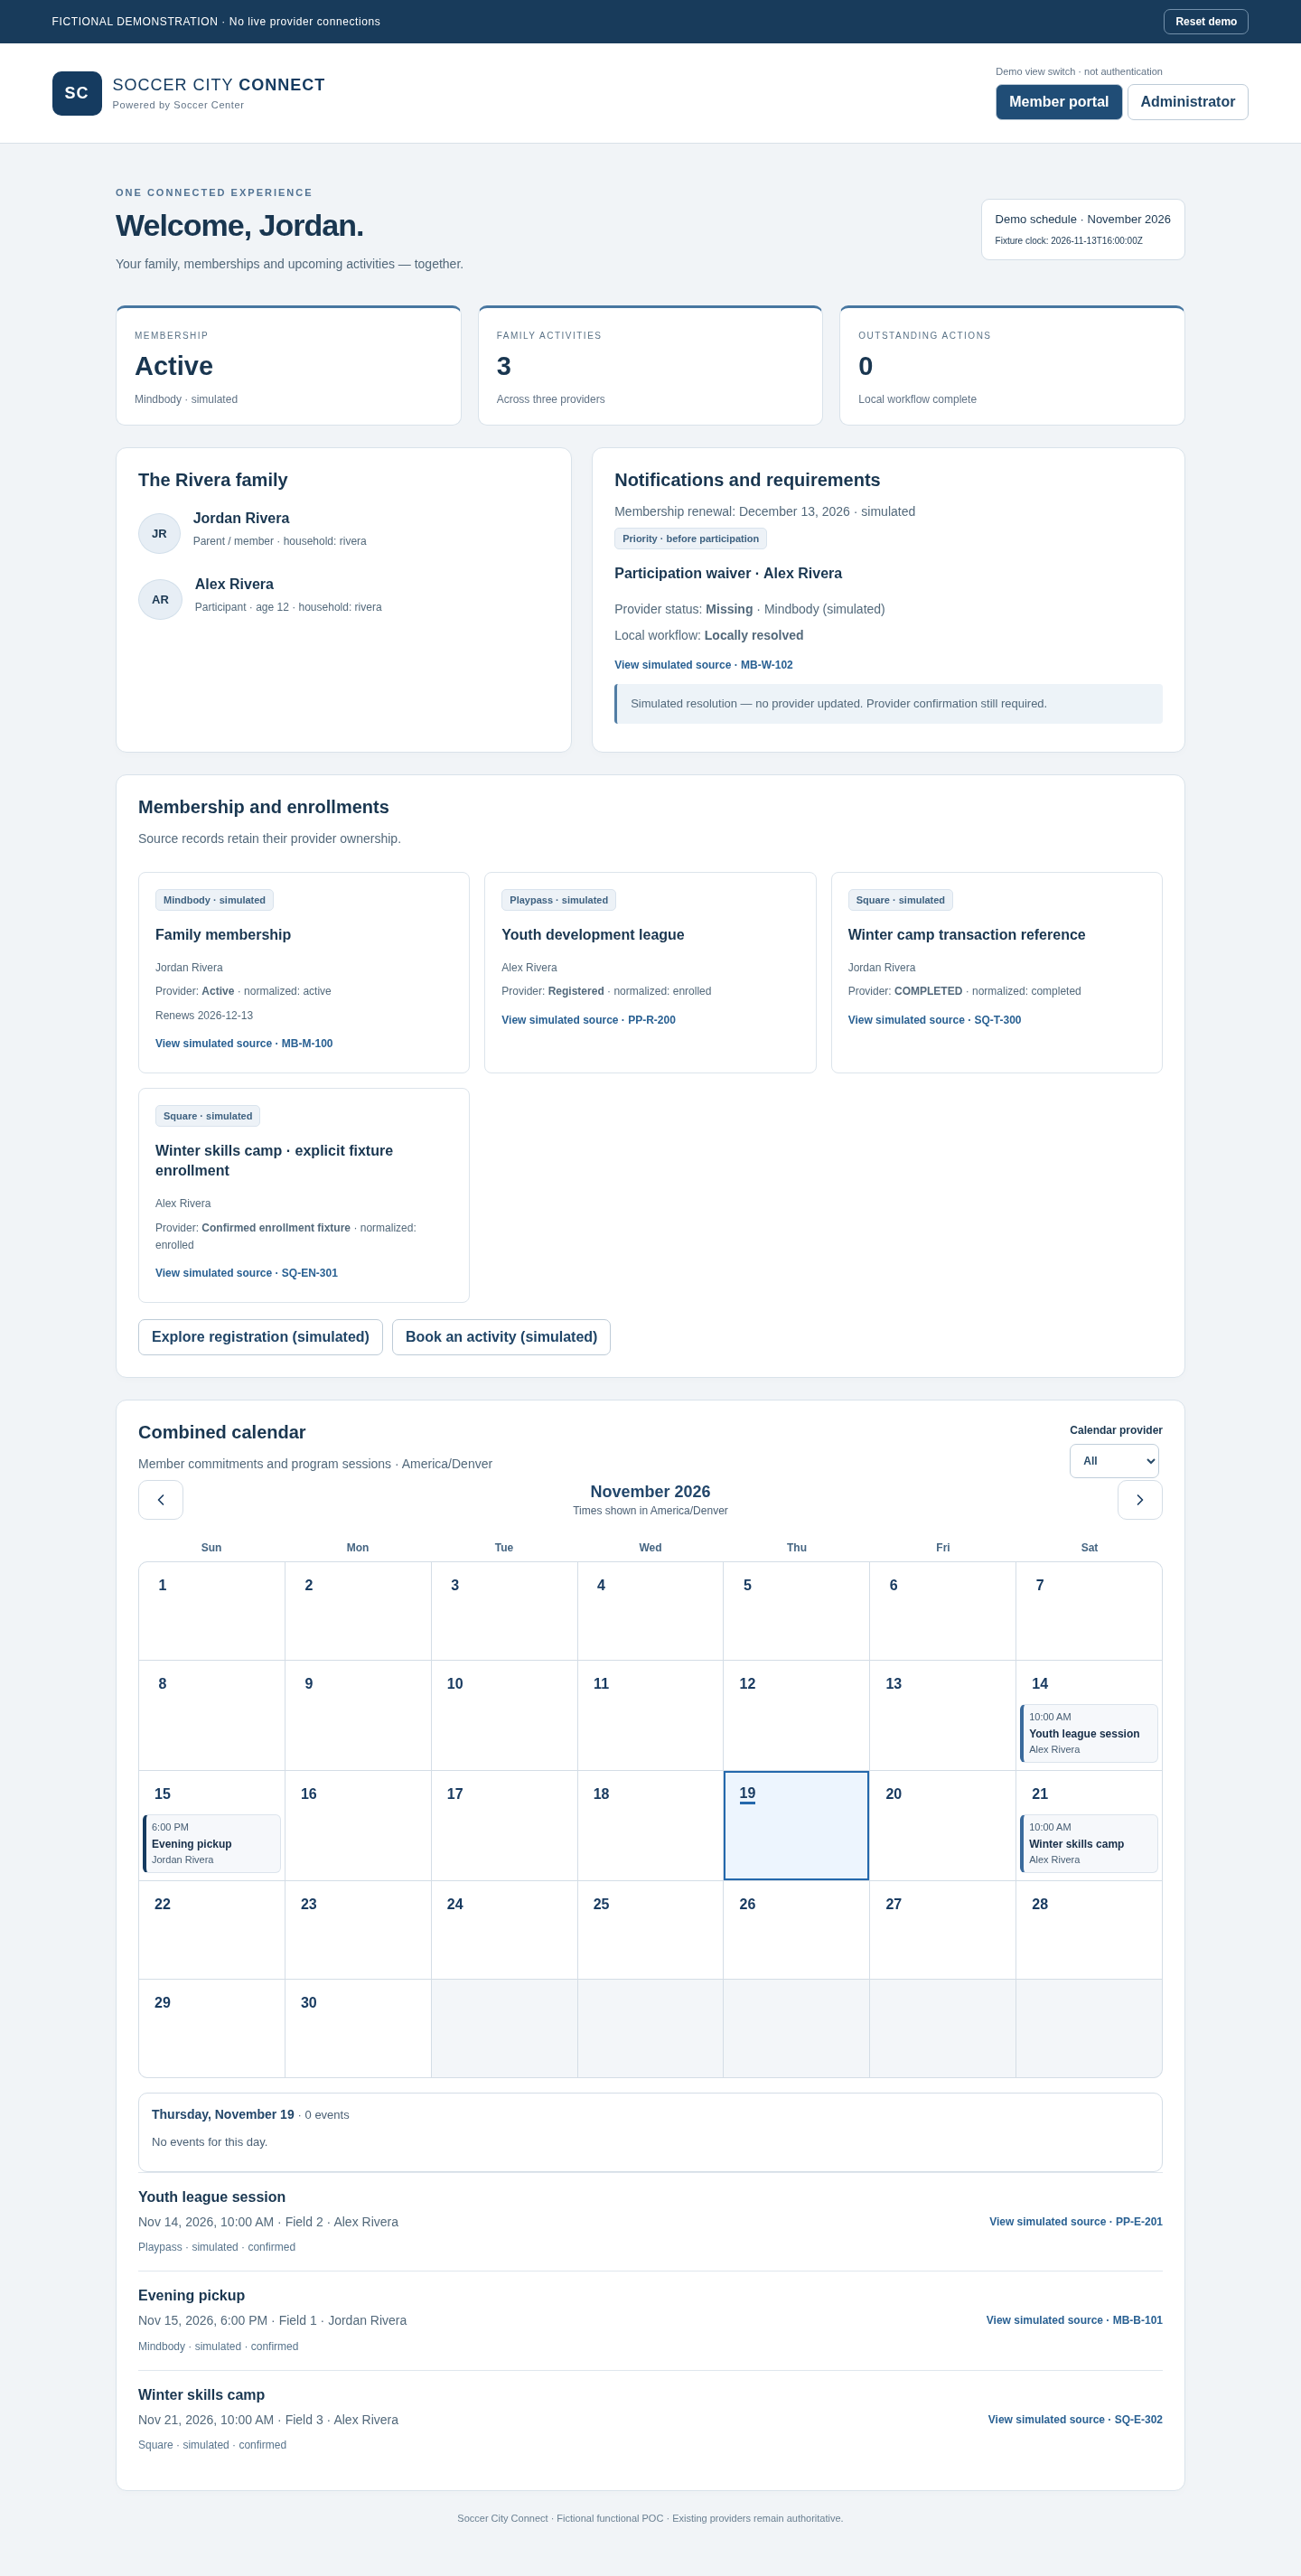 FICTIONAL DEMONSTRATION · No live provider connections
Reset demo
SC
SOCCER CITY CONNECT
Powered by Soccer Center
Demo view switch · not authentication
Member portal
Administrator
ONE CONNECTED EXPERIENCE
Welcome, Jordan.
Your family, memberships and upcoming activities — together.
Demo schedule · November 2026
Fixture clock: 2026-11-13T16:00:00Z
MEMBERSHIP
Active
Mindbody · simulated
FAMILY ACTIVITIES
3
Across three providers
OUTSTANDING ACTIONS
0
Local workflow complete
The Rivera family
JR
Jordan Rivera
Parent / member · household: rivera
AR
Alex Rivera
Participant · age 12 · household: rivera
Notifications and requirements
Membership renewal: December 13, 2026 · simulated
Priority · before participation
Participation waiver · Alex Rivera
Provider status: Missing · Mindbody (simulated)
Local workflow: Locally resolved
View simulated source · MB-W-102
Simulated resolution — no provider updated. Provider confirmation still required.
Membership and enrollments
Source records retain their provider ownership.
Mindbody · simulated
Family membership
Jordan Rivera
Provider: Active · normalized: active
Renews 2026-12-13
View simulated source · MB-M-100
Playpass · simulated
Youth development league
Alex Rivera
Provider: Registered · normalized: enrolled
View simulated source · PP-R-200
Square · simulated
Winter camp transaction reference
Jordan Rivera
Provider: COMPLETED · normalized: completed
View simulated source · SQ-T-300
Square · simulated
Winter skills camp · explicit fixture
enrollment
Alex Rivera
Provider: Confirmed enrollment fixture · normalized:
enrolled
View simulated source · SQ-EN-301
Explore registration (simulated)
Book an activity (simulated)
Combined calendar
Member commitments and program sessions · America/Denver
Calendar provider
All
November 2026
Times shown in America/Denver
Sun Mon Tue Wed Thu Fri Sat
1 2 3 4 5 6 7
8 9 10 11 12 13 14
10:00 AM
Youth league session
Alex Rivera
15 16 17 18 19 20 21
6:00 PM
Evening pickup
Jordan Rivera
10:00 AM
Winter skills camp
Alex Rivera
22 23 24 25 26 27 28
29 30
Thursday, November 19 · 0 events
No events for this day.
Youth league session
Nov 14, 2026, 10:00 AM · Field 2 · Alex Rivera
Playpass · simulated · confirmed
View simulated source · PP-E-201
Evening pickup
Nov 15, 2026, 6:00 PM · Field 1 · Jordan Rivera
Mindbody · simulated · confirmed
View simulated source · MB-B-101
Winter skills camp
Nov 21, 2026, 10:00 AM · Field 3 · Alex Rivera
Square · simulated · confirmed
View simulated source · SQ-E-302
Soccer City Connect · Fictional functional POC · Existing providers remain authoritative.